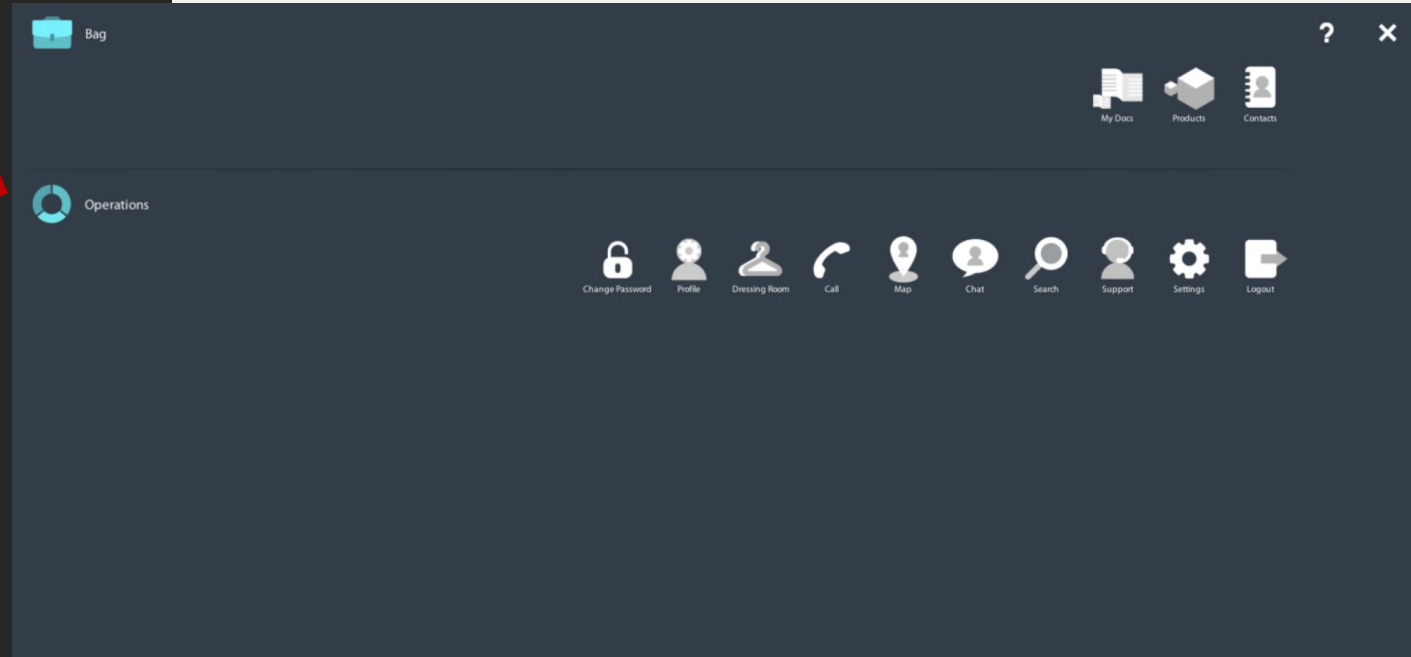 Bag
?
My Docs Products Contacts
Operations
Change Password Profile Dressing Room Call Map Chat Search Support Settings Logout